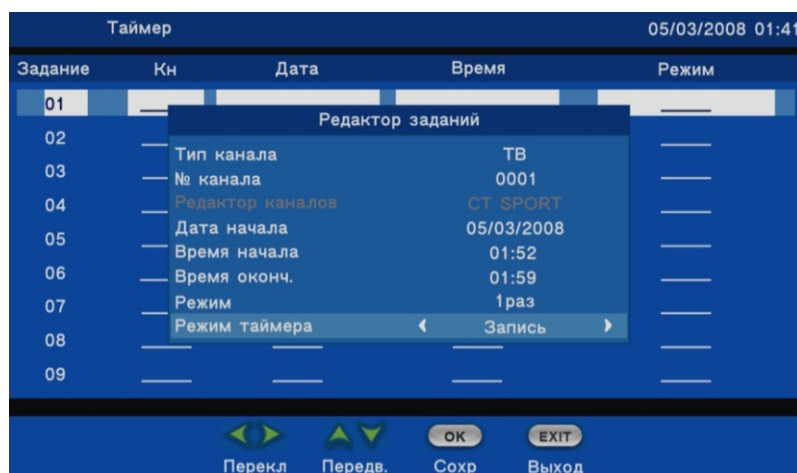 Таймер 05/03/2008 01:41
Задание Кн Дата Время Режим
01
Редактор заданий
02
Тип канала ТВ
03
№ канала 0001
04
Редактор каналов CT SPORT
Дата начала 05/03/2008
05
Время начала 01:52
06
Время оконч. 01:59
07
Режим 1раз
Режим таймера Запись
08
09
OK EXIT
Перекл Передв. Сохр Выход